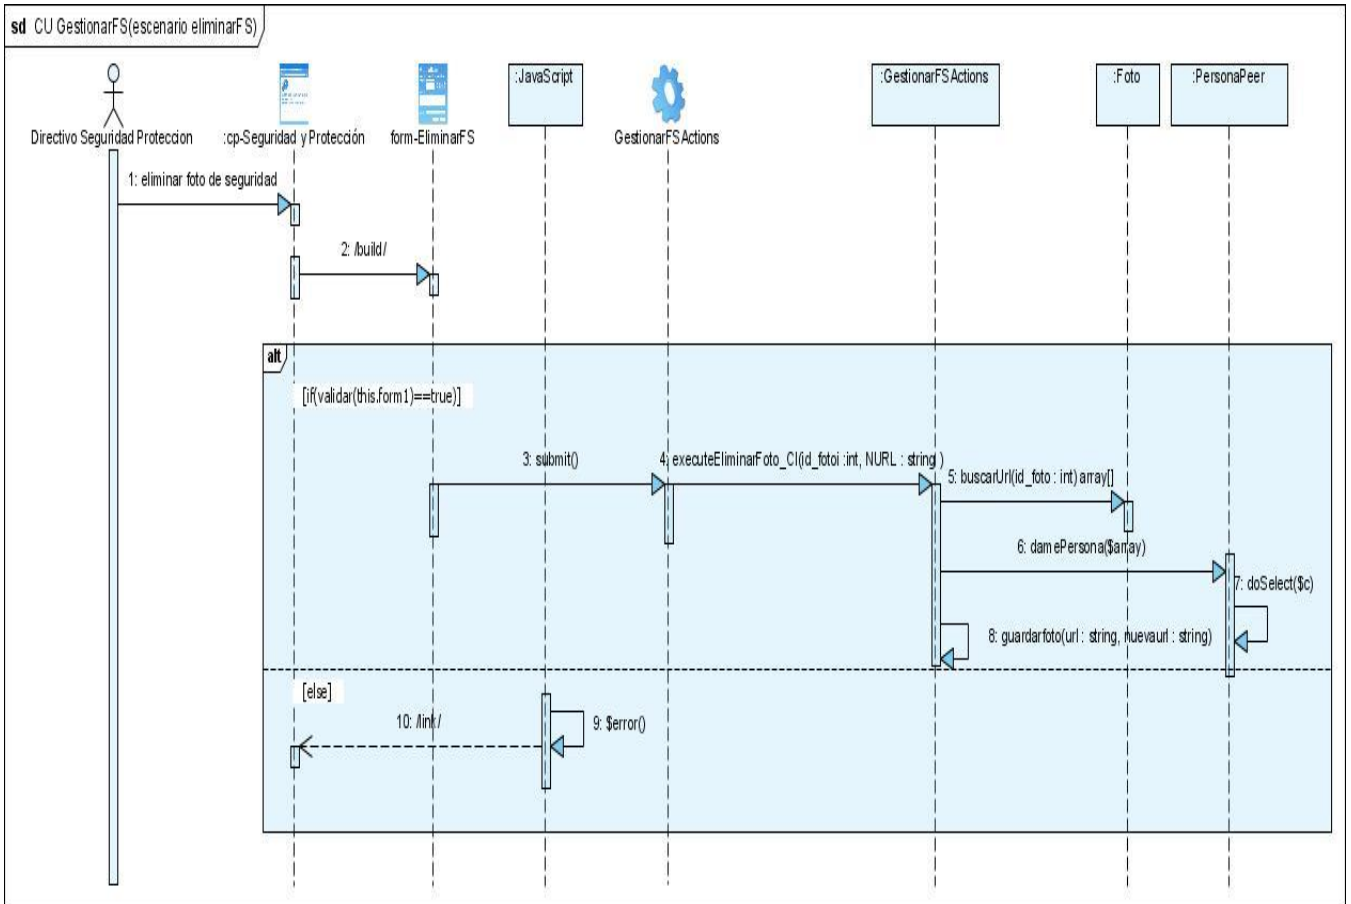 sd CU GestionarFS(escenario eliminarFS)
:JavaScript
:GestionarFSActions
:Foto
:PersonaPeer
Directivo Seguridad Proteccion
:cp-Seguridad y Protección
form-EliminarFS
GestionarFSActions
1: eliminar foto de seguridad
2: /build/
alt
[if(validar(this.form1)==true)]
3: submit()
4: executeEliminarFoto_CI(id_fotoi :int, NURL : string )
5: buscarUrl(id_foto : int) array[]
6: damePersona($array)
7: doSelect($c)
8: guardarfoto(url : string, nuevaurl : string)
[else]
10: /link/
9: $error()